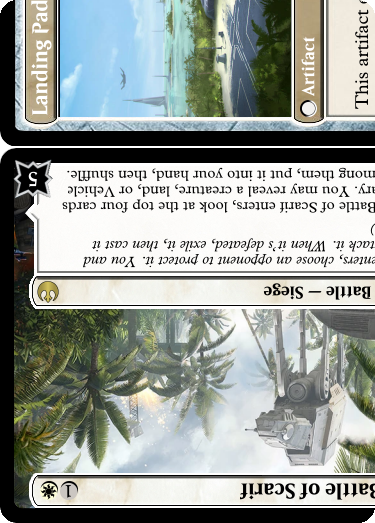 Landing Pad
Artifact
This artifact
Battle of Scarif
1
Battle — Siege
enters, choose an opponent to protect it. You and
tack it. When it's defeated, exile it, then cast it
)
Battle of Scarif enters, look at the top four cards
ary. You may reveal a creature, land, or Vehicle
mong them, put it into your hand, then shuffle.
5